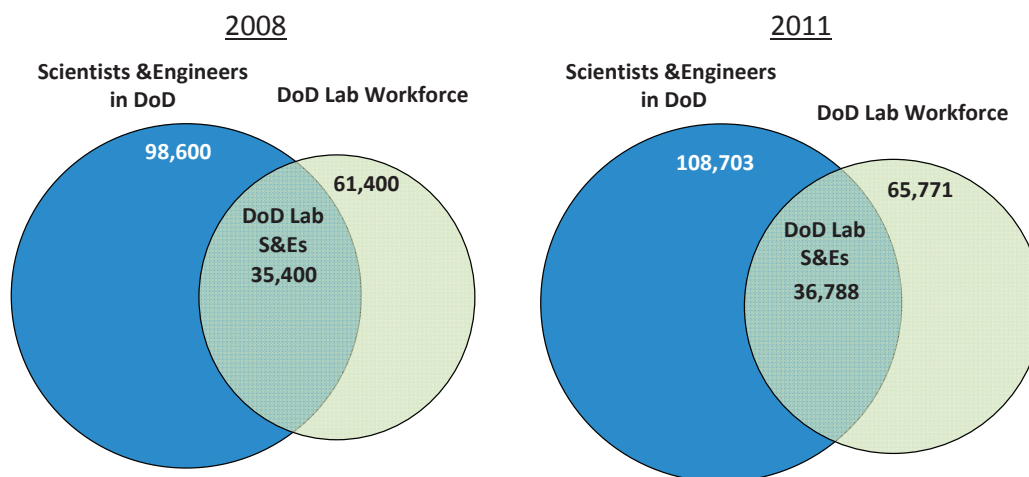 2008
Scientists &Engineers
in DoD
DoD Lab Workforce
98,600
61,400
DoD Lab
S&Es
35,400
2011
Scientists &Engineers
in DoD
DoD Lab Workforce
108,703
65,771
DoD Lab
S&Es
36,788